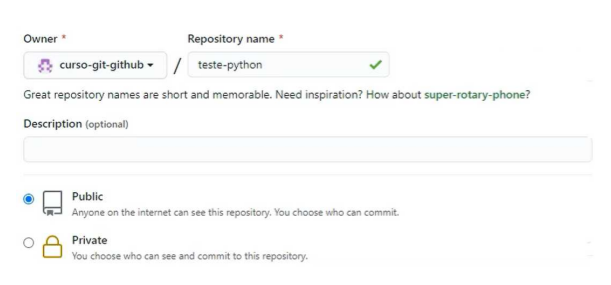 Owner * Repository name *
curso-git-github / teste-python
Great repository names are short and memorable. Need inspiration? How about super-rotary-phone?
Description (optional)
Public
Anyone on the internet can see this repository. You choose who can commit.
Private
You choose who can see and commit to this repository.